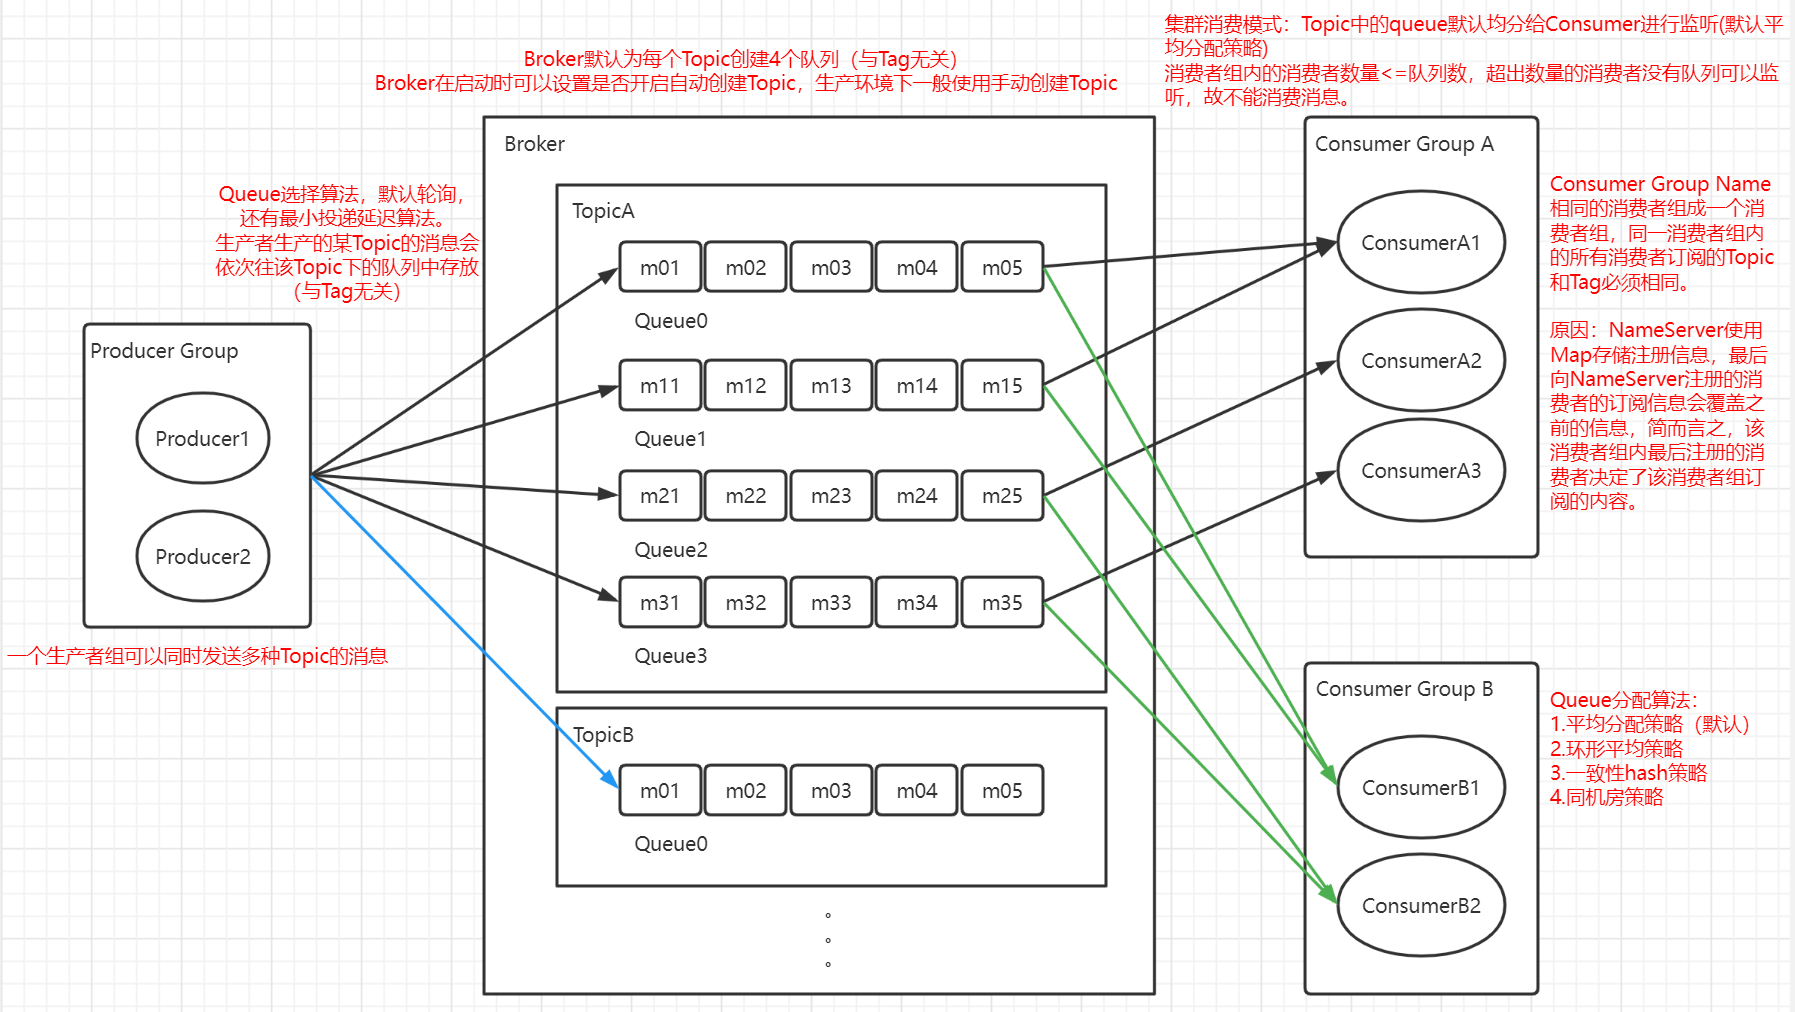 集群消费模式：Topic中的queue默认均分给Consumer进行监听(默认平
均分配策略)
消费者组内的消费者数量<=队列数，超出数量的消费者没有队列可以监
听，故不能消费消息。
Broker默认为每个Topic创建4个队列（与Tag无关）
Broker在启动时可以设置是否开启自动创建Topic，生产环境下一般使用手动创建Topic
Queue选择算法，默认轮询，
还有最小投递延迟算法。
生产者生产的某Topic的消息会
依次往该Topic下的队列中存放
（与Tag无关）
Producer Group
Producer1
Producer2
一个生产者组可以同时发送多种Topic的消息
Broker
TopicA
m01 m02 m03 m04 m05
Queue0
m11 m12 m13 m14 m15
Queue1
m21 m22 m23 m24 m25
Queue2
m31 m32 m33 m34 m35
Queue3
TopicB
m01 m02 m03 m04 m05
Queue0
。
。
。
Consumer Group A
ConsumerA1
ConsumerA2
ConsumerA3
Consumer Group Name
相同的消费者组成一个消
费者组，同一消费者组内
的所有消费者订阅的Topic
和Tag必须相同。
原因：NameServer使用
Map存储注册信息，最后
向NameServer注册的消
费者的订阅信息会覆盖之
前的信息，简而言之，该
消费者组内最后注册的消
费者决定了该消费者组订
阅的内容。
Consumer Group B
ConsumerB1
ConsumerB2
Queue分配算法：
1.平均分配策略（默认）
2.环形平均策略
3.一致性hash策略
4.同机房策略